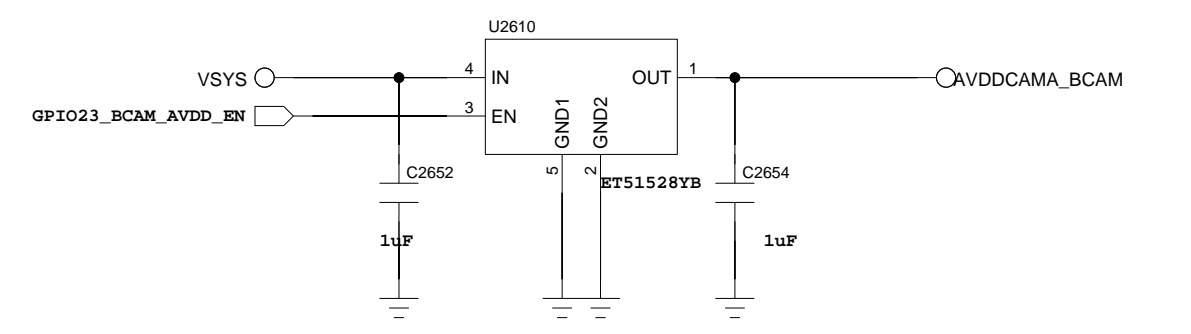 U2610
VSYS
4
IN
OUT
1
AVDDCAMA_BCAM
GPIO23_BCAM_AVDD_EN
3
EN
GND1
GND2
5
2
ET51528YB
C2652
1uF
C2654
1uF